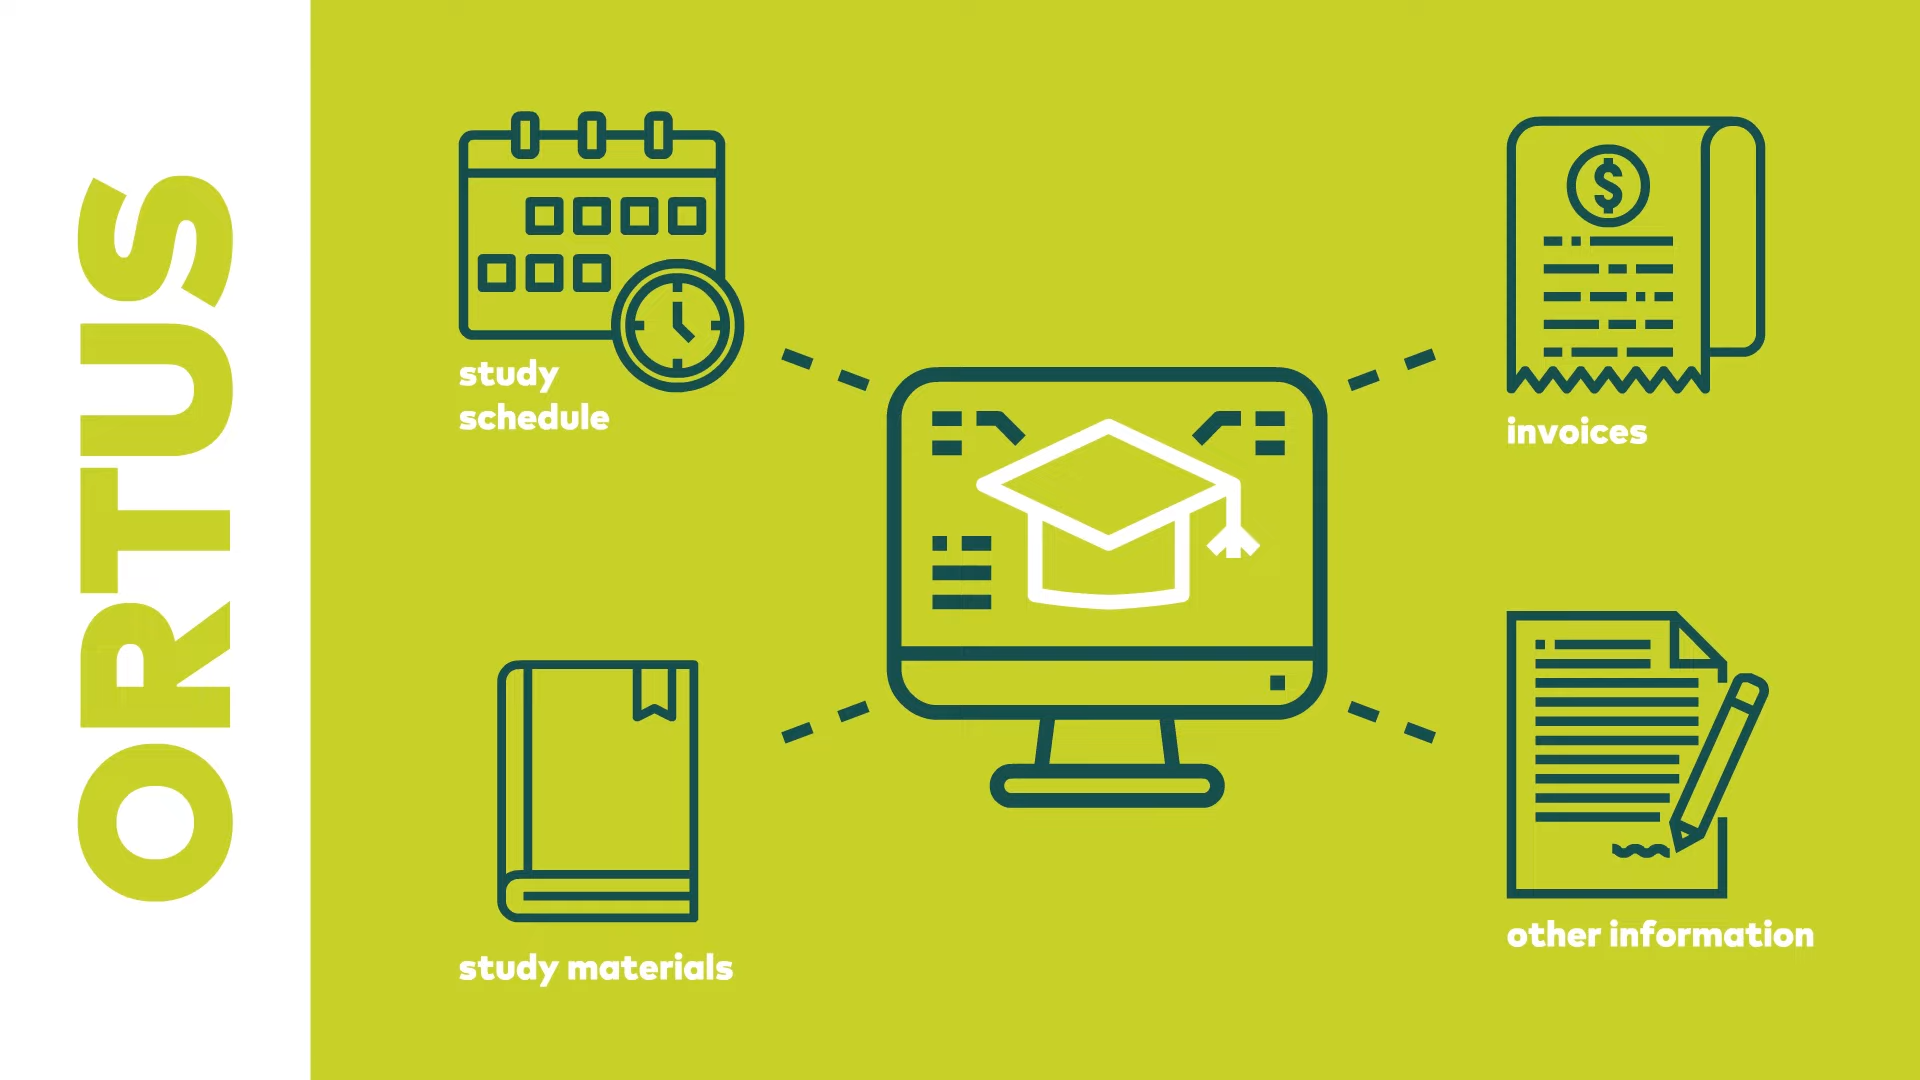 ORTUS
study
schedule
invoices
$
study materials
other information